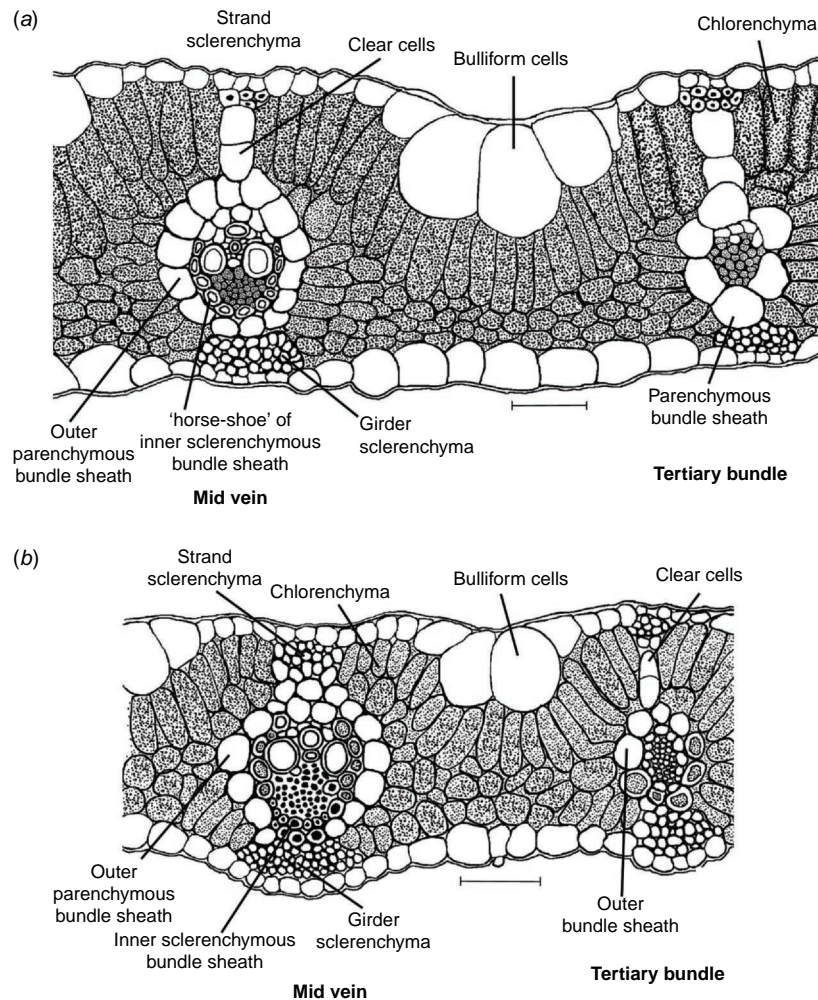 (a)
Strand
sclerenchyma
Clear cells
Bulliform cells
Chlorenchyma
Outer
parenchymous
bundle sheath
'horse-shoe' of
inner sclerenchymous
bundle sheath
Girder
sclerenchyma
Parenchymous
bundle sheath
Mid vein
Tertiary bundle
(b)
Strand
sclerenchyma
Chlorenchyma
Bulliform cells
Clear cells
Outer
parenchymous
bundle sheath
Inner sclerenchymous
bundle sheath
Girder
sclerenchyma
Outer
bundle sheath
Mid vein
Tertiary bundle